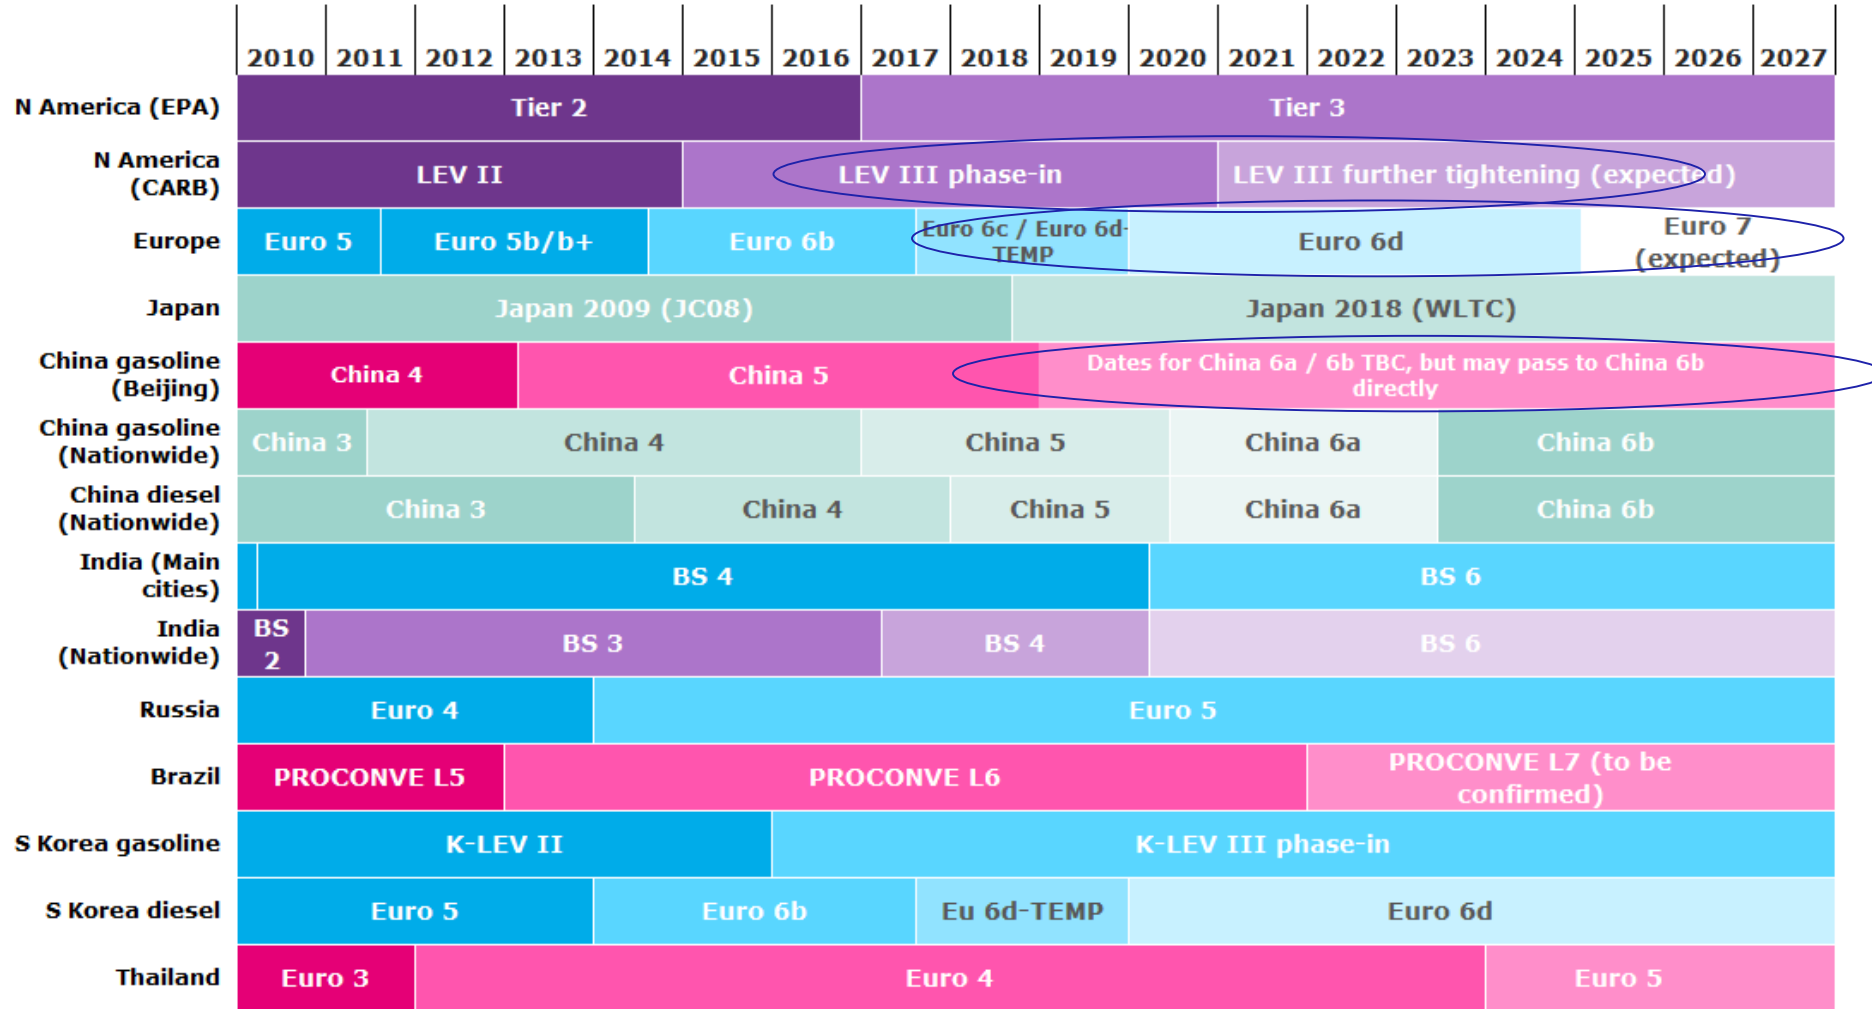 2010 2011 2012 2013 2014 2015 2016 2017 2018 2019 2020 2021 2022 2023 2024 2025 2026 2027
N America (EPA)
Tier 2
Tier 3
N America
(CARB)
LEV II
LEV III phase-in
LEV III further tightening (expected)
Europe
Euro 5
Euro 5b/b+
Euro 6b
Euro 6c / Euro 6d-
TEMP
Euro 6d
Euro 7
(expected)
Japan
Japan 2009 (JC08)
Japan 2018 (WLTC)
China gasoline
(Beijing)
China 4
China 5
Dates for China 6a / 6b TBC, but may pass to China 6b
directly
China gasoline
(Nationwide)
China 3
China 4
China 5
China 6a
China 6b
China diesel
(Nationwide)
China 3
China 4
China 5
China 6a
China 6b
India (Main
cities)
BS 4
BS 6
India
(Nationwide)
BS
2
BS 3
BS 4
BS 6
Russia
Euro 4
Euro 5
Brazil
PROCONVE L5
PROCONVE L6
PROCONVE L7 (to be
confirmed)
S Korea gasoline
K-LEV II
K-LEV III phase-in
S Korea diesel
Euro 5
Euro 6b
Eu 6d-TEMP
Euro 6d
Thailand
Euro 3
Euro 4
Euro 5